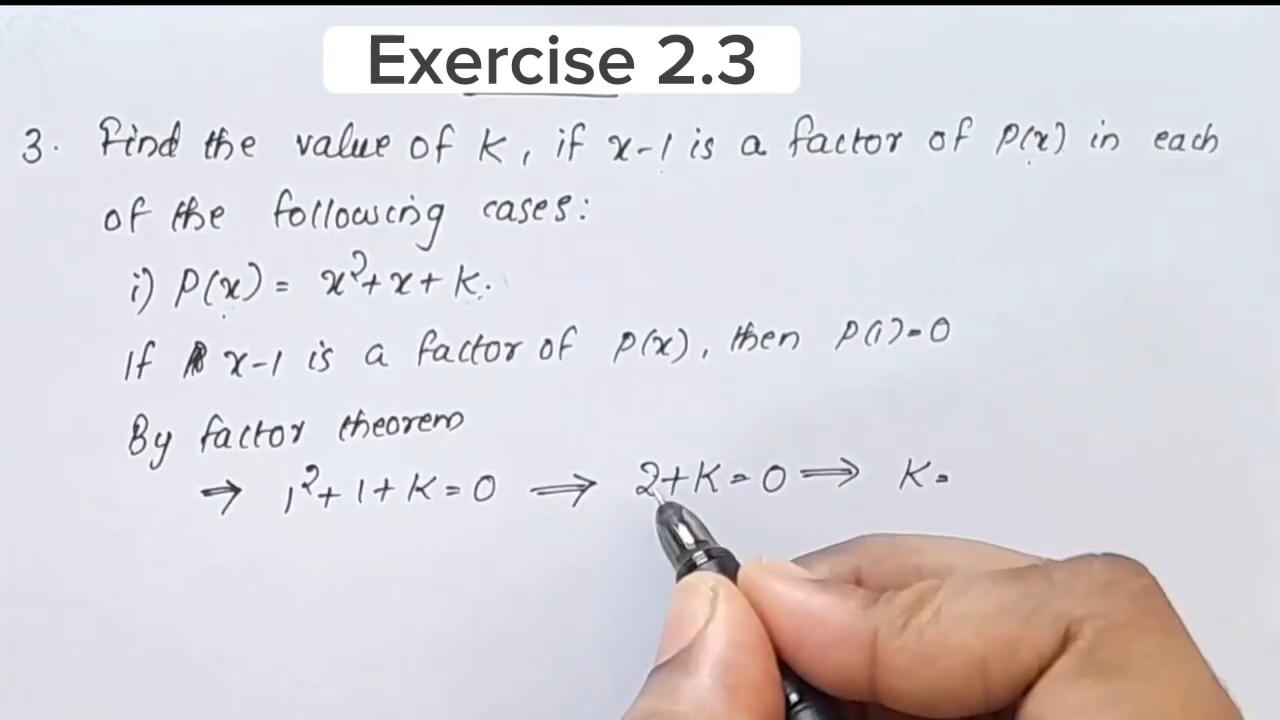 Exercise 2.3
3. Find the value of K, if x-1 is a factor of P(x) in each
of the following cases:
i) P(x) = x²+x+K.
If x-1 is a factor of P(x), then P(1)=0
By factor theorem
⇒ 1²+1+K=0 ⟹ 2+K=0 ⟹ K=